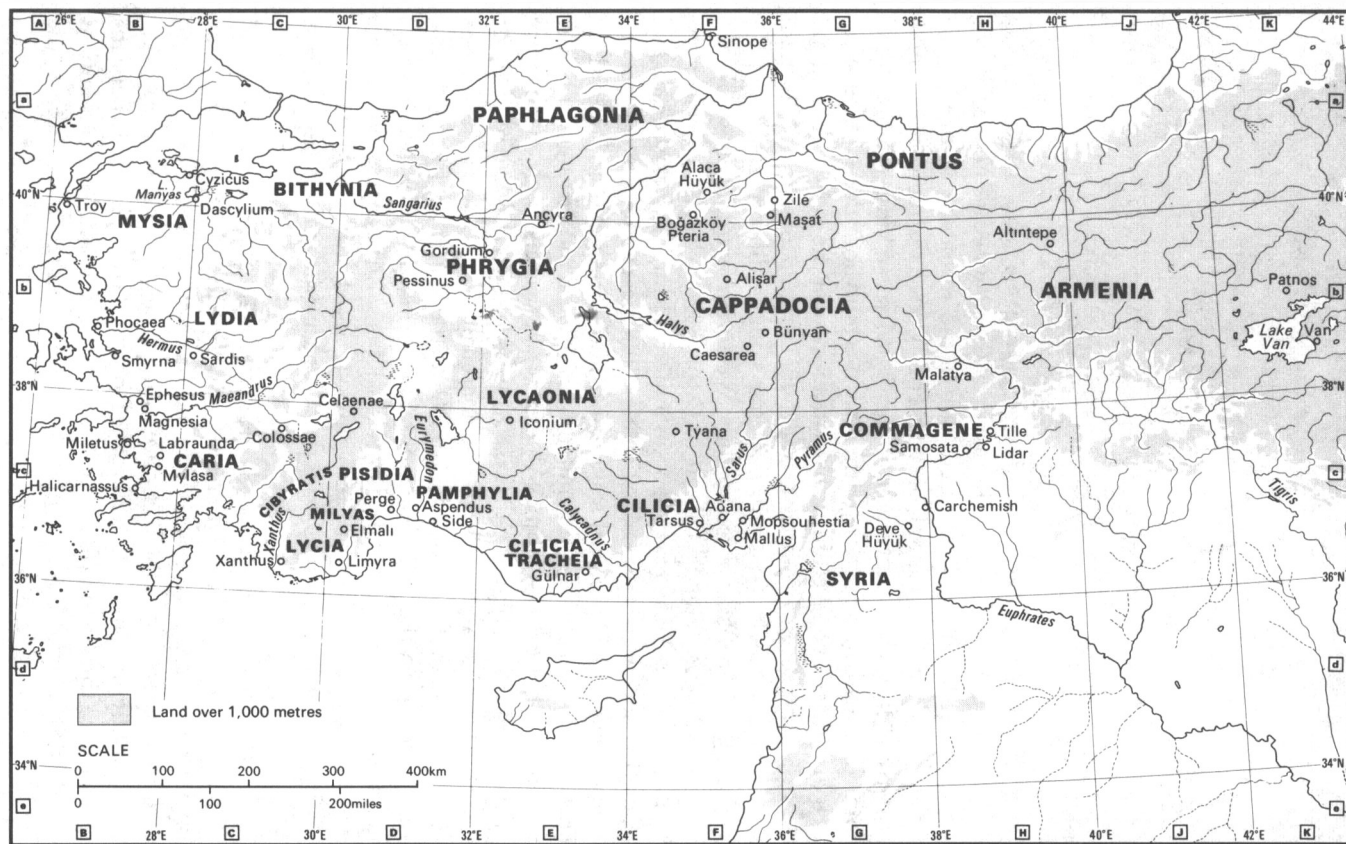 A 26°E B 28°E C 30°E D 32°E E 34°E F 36°E G 38°E H 40°E J 42°E K 44°E
Sinope
a a
PAPHLAGONIA
PONTUS
Alaca
Hüyük
Cyzicus
40°N
L.
Manyas
BITHYNIA
Zile
40°N
Troy
Dascylium
Sangarius
Ancyra
Boğazköy
Pteria
Maşat
MYSIA
Altıntepe
Gordium
PHRYGIA
Pessinus
Alişar
Patnos
b b
ARMENIA
CAPPADOCIA
LYDIA
Phocaea
Halys
Bünyan
Lake
Van
Van
Hermus
Smyrna
Sardis
Caesarea
Malatya
38°N
38°N
Ephesus
Maeandrus
Celaenae
LYCAONIA
Magnesia
Iconium
Miletus
Labraunda
Colossae
Eurymedon
Tyana
COMMAGENE
Tille
Samosata
Lidar
Sarus
Pyramus
c c
CARIA
Mylasa
PISIDIA
CIBYRATIS
Tigris
Halicarnassus
Perge
PAMPHYLIA
Aspendus
CILICIA
Adana
Carchemish
MILYAS
Side
Calycadnus
Tarsus
Mopsouhestia
Deve
Hüyük
Xanthus
Elmalı
Mallus
LYCIA
CILICIA
TRACHEIA
Xanthus
Limyra
Gülnar
SYRIA
36°N
36°N
Euphrates
d d
Land over 1,000 metres
SCALE
34°N
34°N
0 100 200 300 400km
0 100 200miles
e e
B 28°E C 30°E D 32°E E 34°E F 36°E G 38°E H 40°E J 42°E K